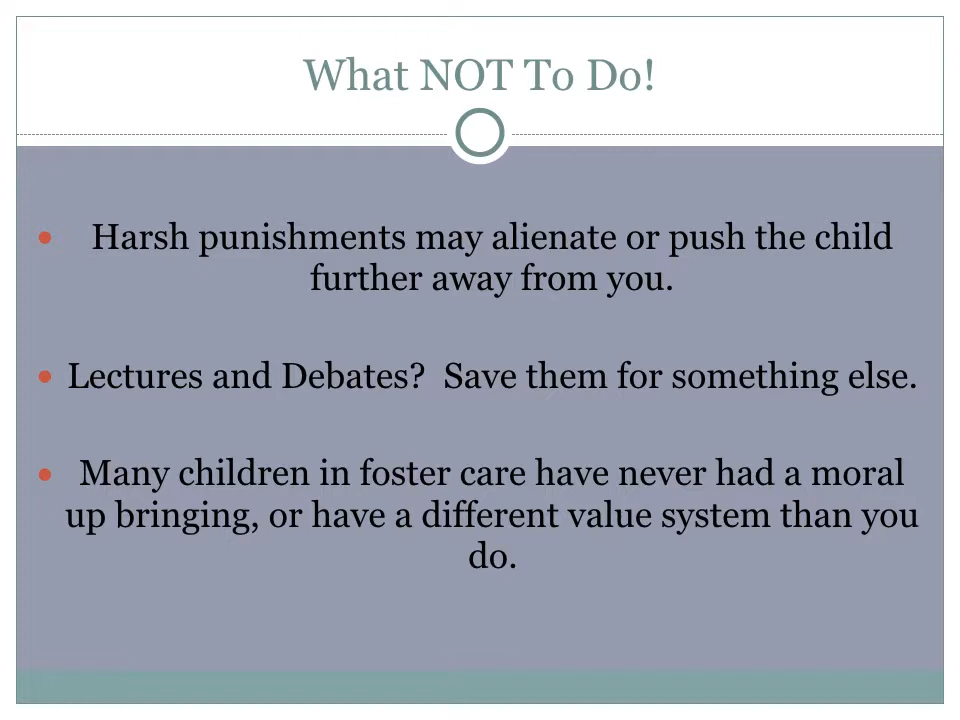 What NOT To Do!
Harsh punishments may alienate or push the child
further away from you.
Lectures and Debates?  Save them for something else.
Many children in foster care have never had a moral
up bringing, or have a different value system than you
do.